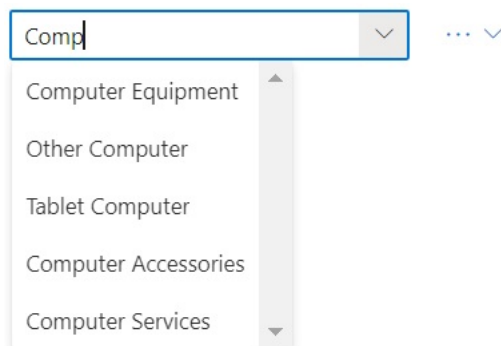 Comp
Computer Equipment
Other Computer
Tablet Computer
Computer Accessories
Computer Services